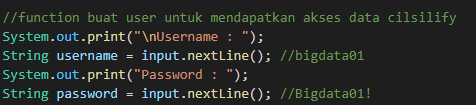 //function buat user untuk mendapatkan akses data cilsilify
System.out.print("\nUsername : ");
String username = input.nextLine(); //bigdata01
System.out.print("Password : ");
String password = input.nextLine(); //Bigdata01!